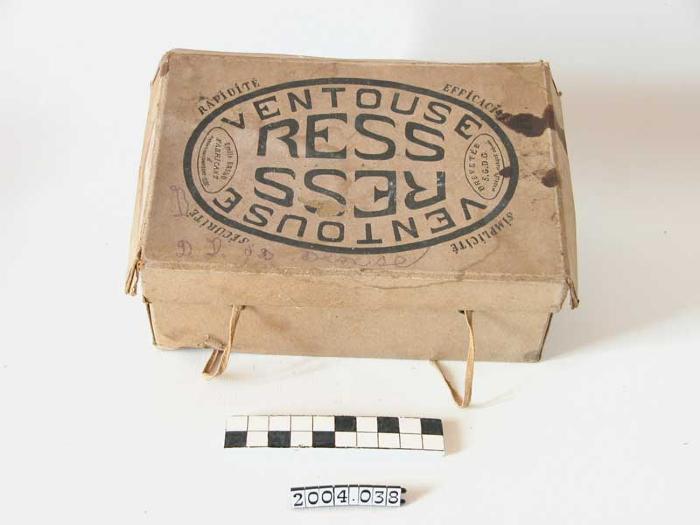 RAPIDITÉ
EFFICACITÉ
VENTOUSE
RESS
FABRICANT
BREVETÉE
S.G.D.G.
RESS
VENTOUSE
SÉCURITÉ
SIMPLICITÉ
2004.038